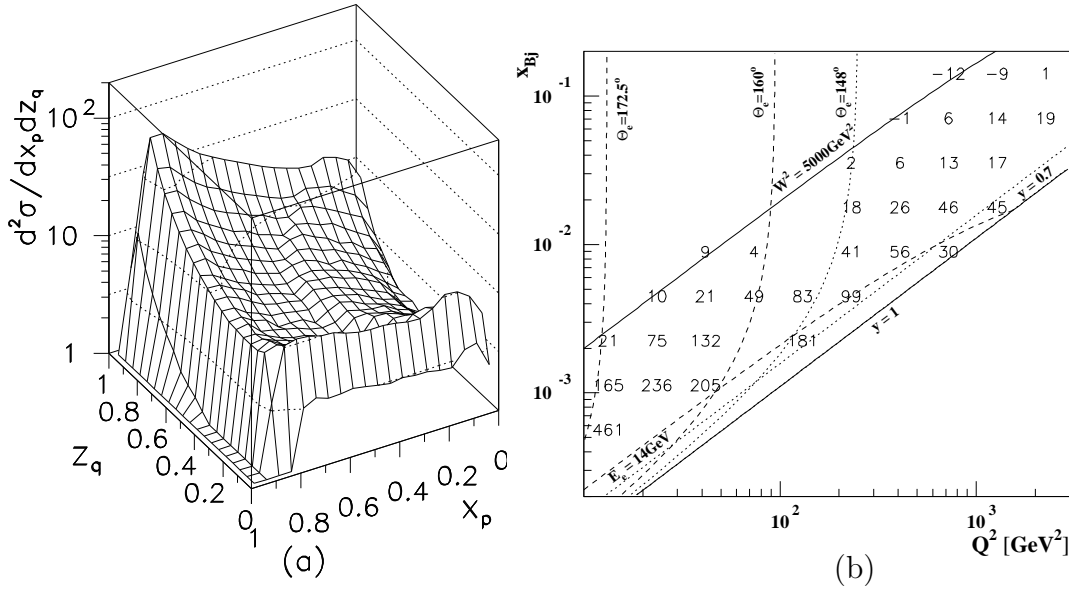 d²σ/dx_p dz_q
10²
10
1
1
0.8
0.6
0.4
0.2
0
z_q
1
0.8
0.6
0.4
0.2
0
x_p
(a)
x_Bj
10⁻¹
10⁻²
10⁻³
Θ_e=172.5°
Θ_e=160°
Θ_e=148°
W² = 5000GeV²
y = 0.7
y = 1
E_e = 14GeV
-12 -9 1
-1 6 14 19
2 6 13 17
18 26 46 45
9 4 41 56 30
10 21 49 83 99
21 75 132 181
165 236 205
461
10² 10³
Q² [GeV²]
(b)